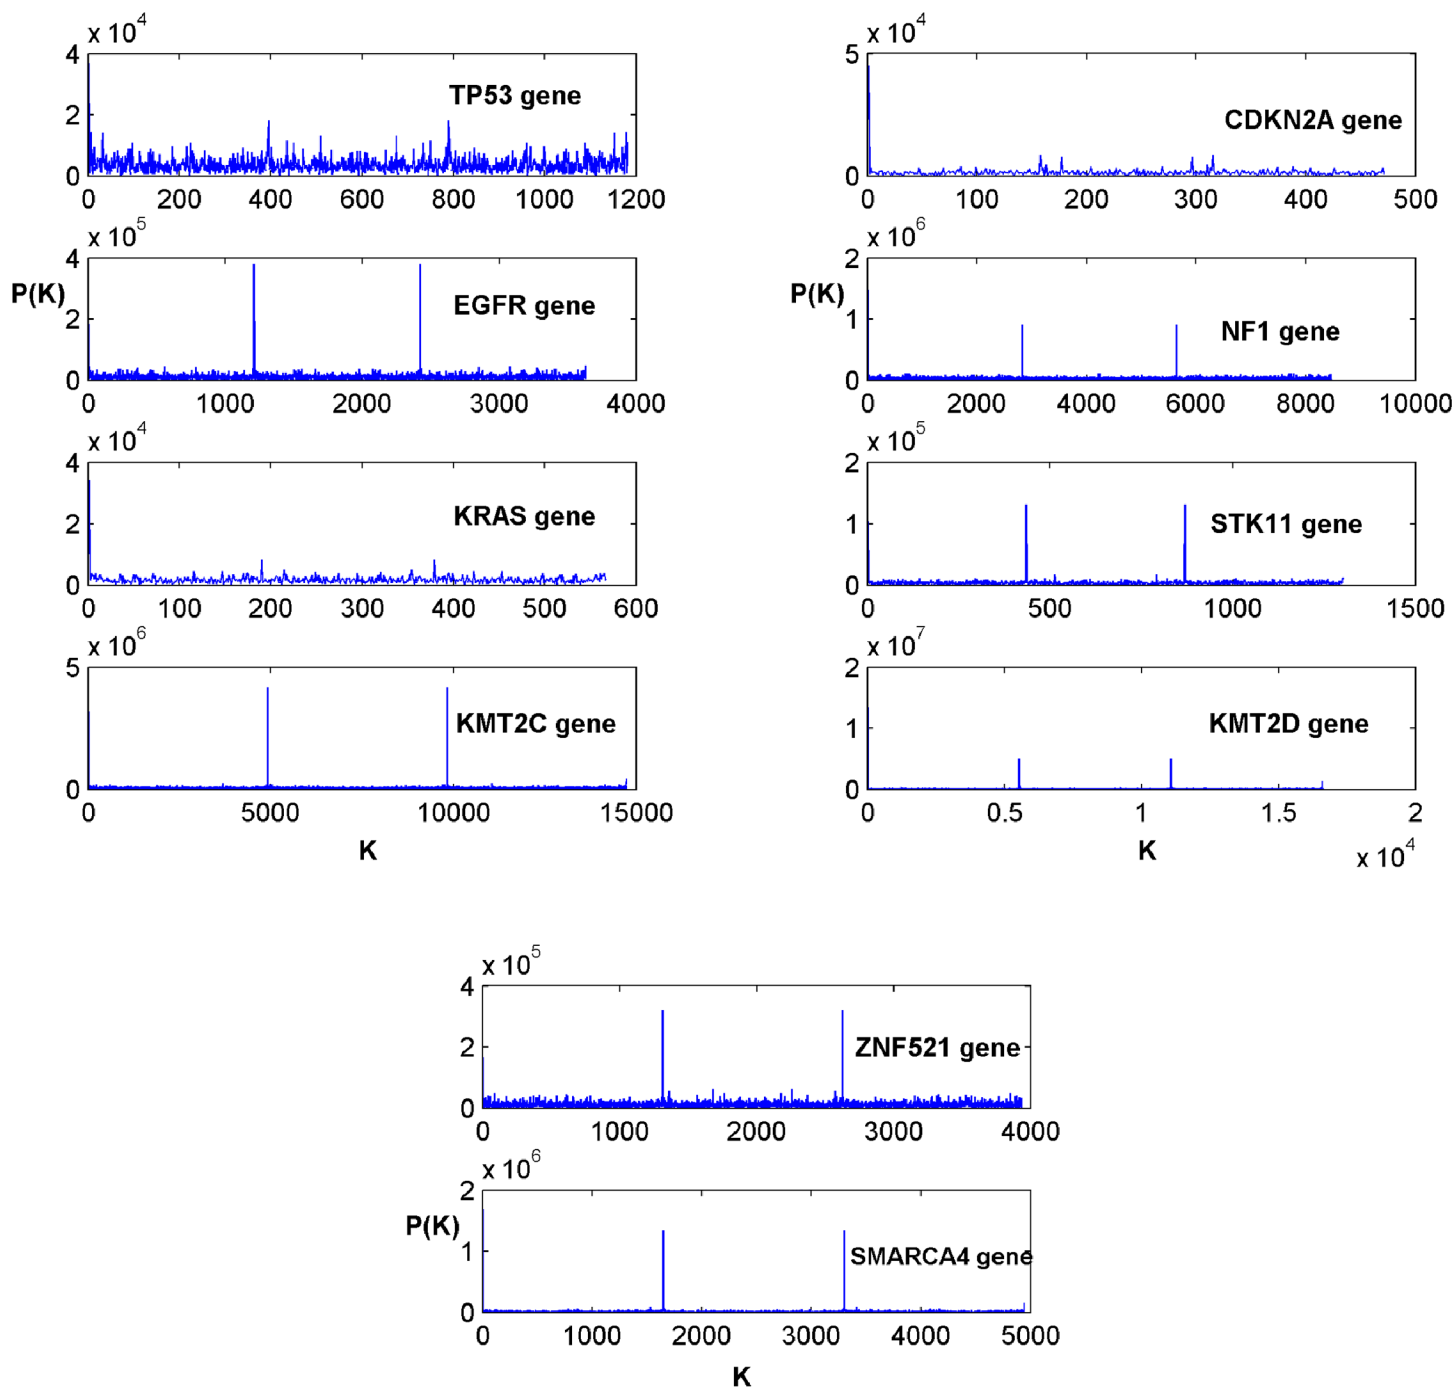 x 10^4
4
2
0
TP53 gene
0 200 400 600 800 1000 1200
x 10^4
5
0
CDKN2A gene
0 100 200 300 400 500
x 10^5
4
2
0
P(K)
EGFR gene
0 1000 2000 3000 4000
x 10^6
2
1
0
P(K)
NF1 gene
0 2000 4000 6000 8000 10000
x 10^4
4
2
0
KRAS gene
0 100 200 300 400 500 600
x 10^5
2
1
0
STK11 gene
0 500 1000 1500
x 10^6
5
0
KMT2C gene
0 5000 10000 15000
K
x 10^7
2
1
0
KMT2D gene
0 0.5 1 1.5 2
K
x 10^4
x 10^5
4
2
0
ZNF521 gene
0 1000 2000 3000 4000
x 10^6
2
1
0
P(K)
SMARCA4 gene
0 1000 2000 3000 4000 5000
K